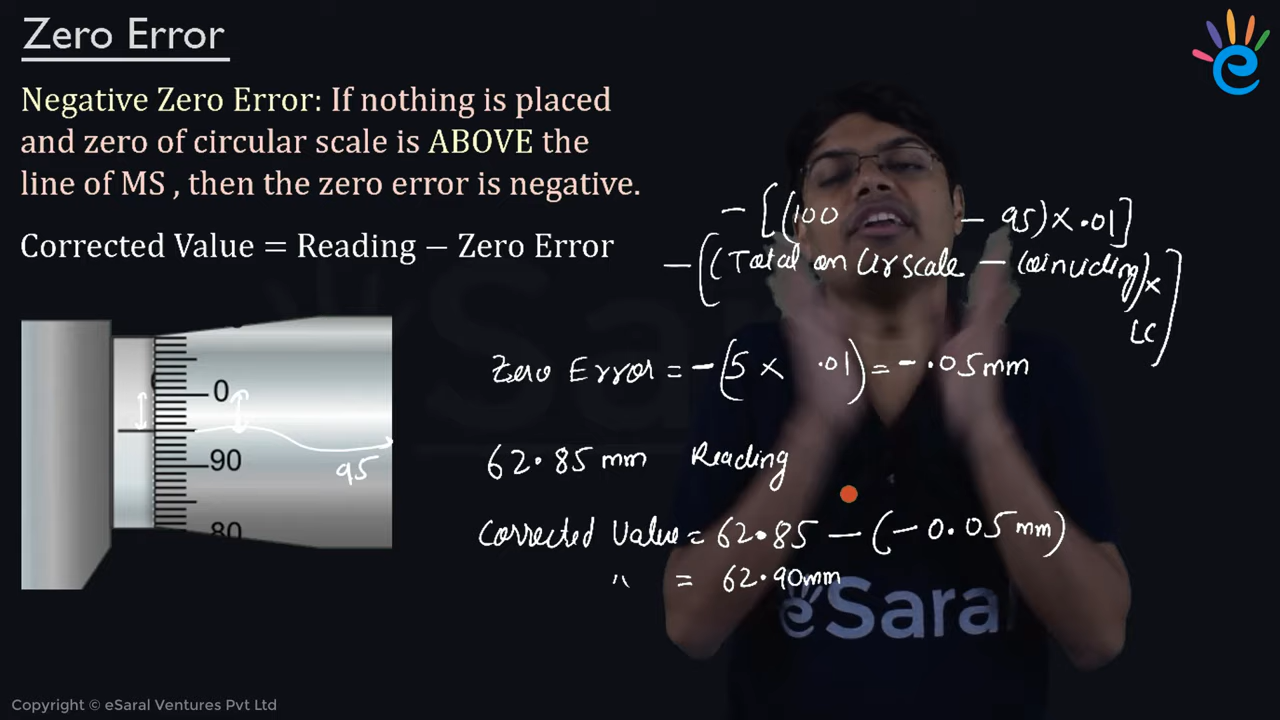 Zero Error
Negative Zero Error: If nothing is placed
and zero of circular scale is ABOVE the
line of MS , then the zero error is negative.
Corrected Value = Reading − Zero Error
− [(100 − 95) × .01]
− [(Total on Cir scale − Coinciding) ×
LC]
Zero Error = − (5 × .01) = − .05 mm
0
90
95
80
62.85 mm Reading
Corrected Value = 62.85 − (− 0.05 mm)
" = 62.90 mm
eSaral
Copyright © eSaral Ventures Pvt Ltd